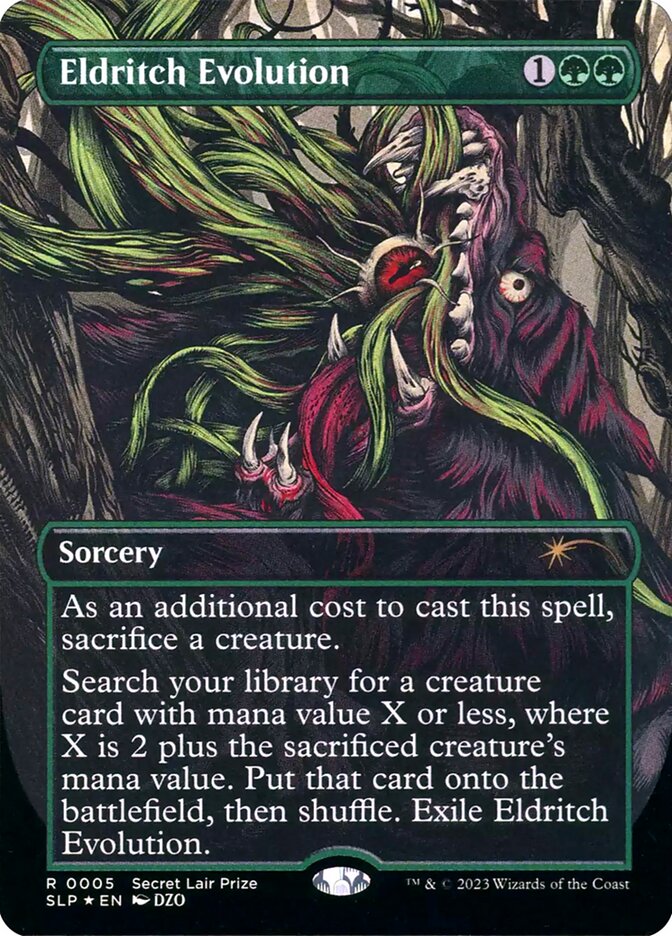 Eldritch Evolution 1
Sorcery
As an additional cost to cast this spell,
sacrifice a creature.
Search your library for a creature
card with mana value X or less, where
X is 2 plus the sacrificed creature's
mana value. Put that card onto the
battlefield, then shuffle. Exile Eldritch
Evolution.
R 0005 Secret Lair Prize
SLP ★ EN DZO
™ & © 2023 Wizards of the Coast